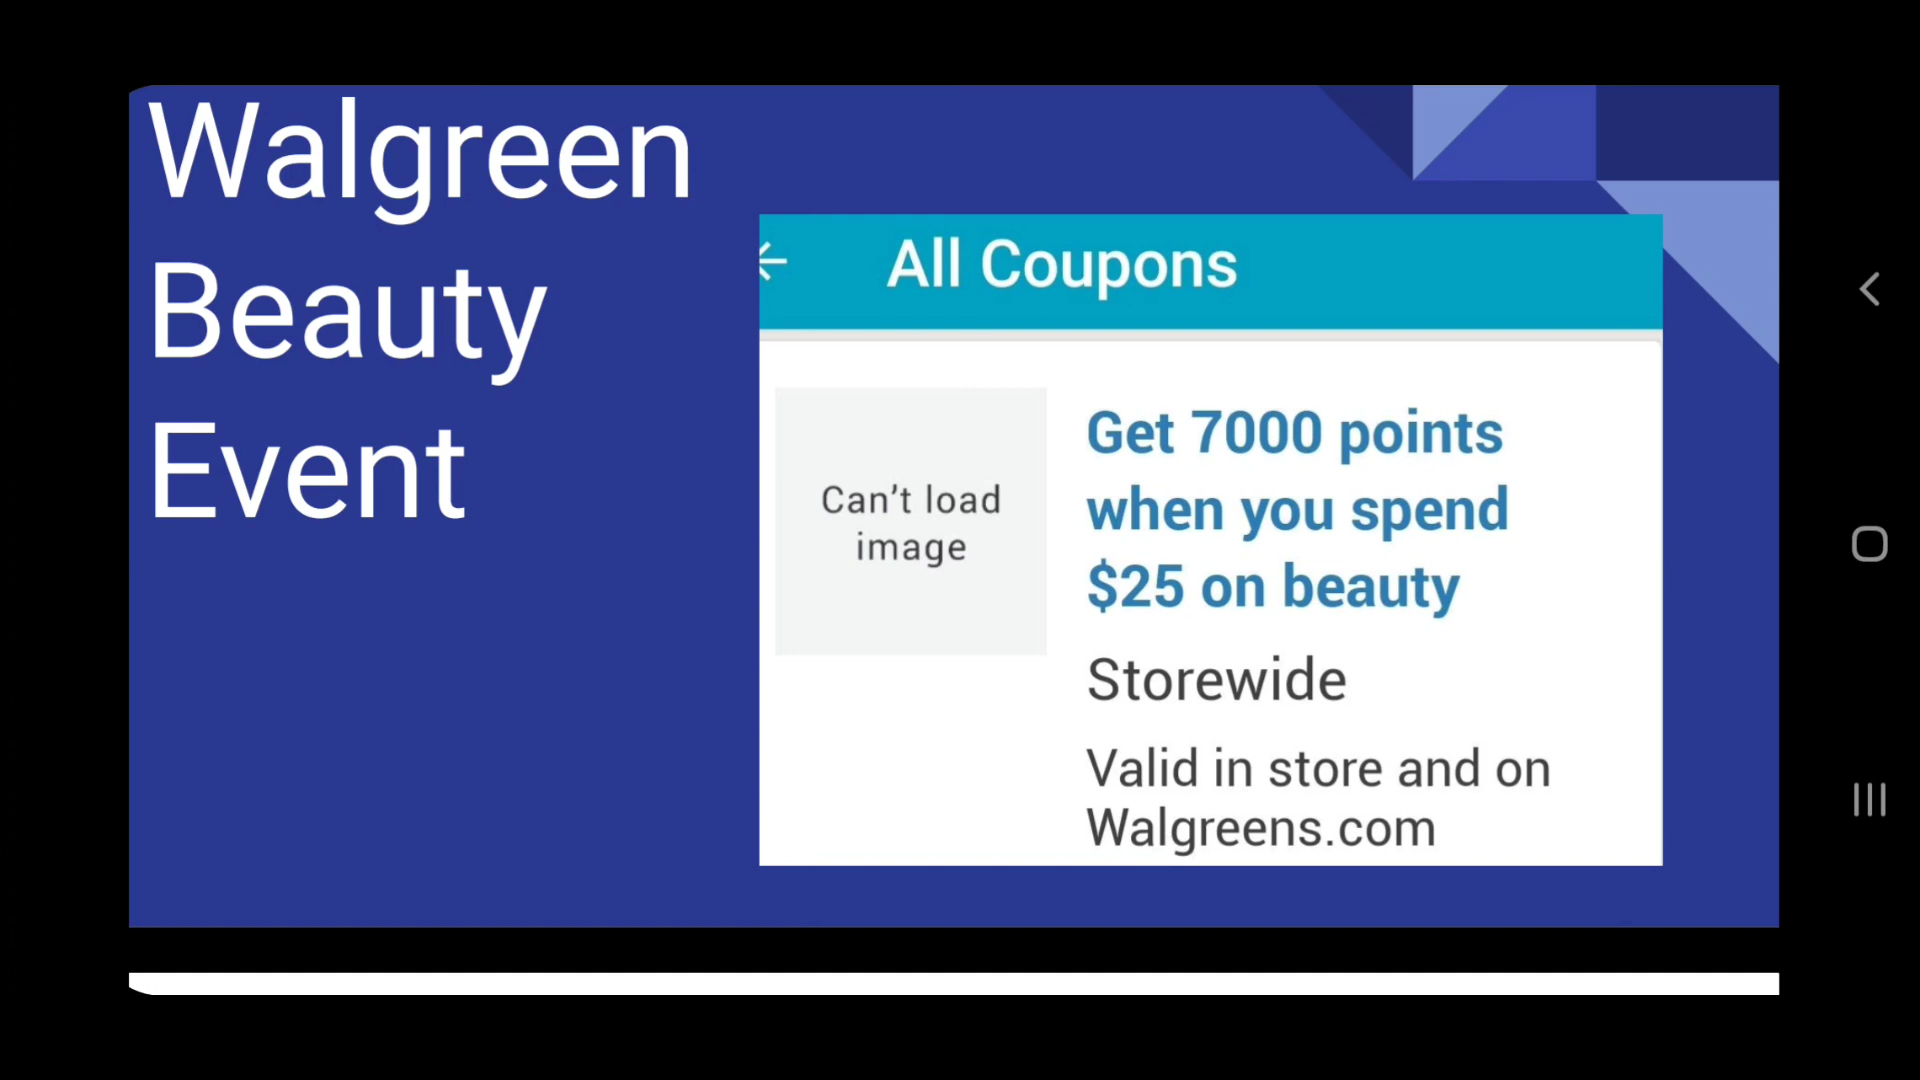 Walgreen
Beauty
Event
All Coupons
Can't load
image
Get 7000 points
when you spend
$25 on beauty
Storewide
Valid in store and on
Walgreens.com